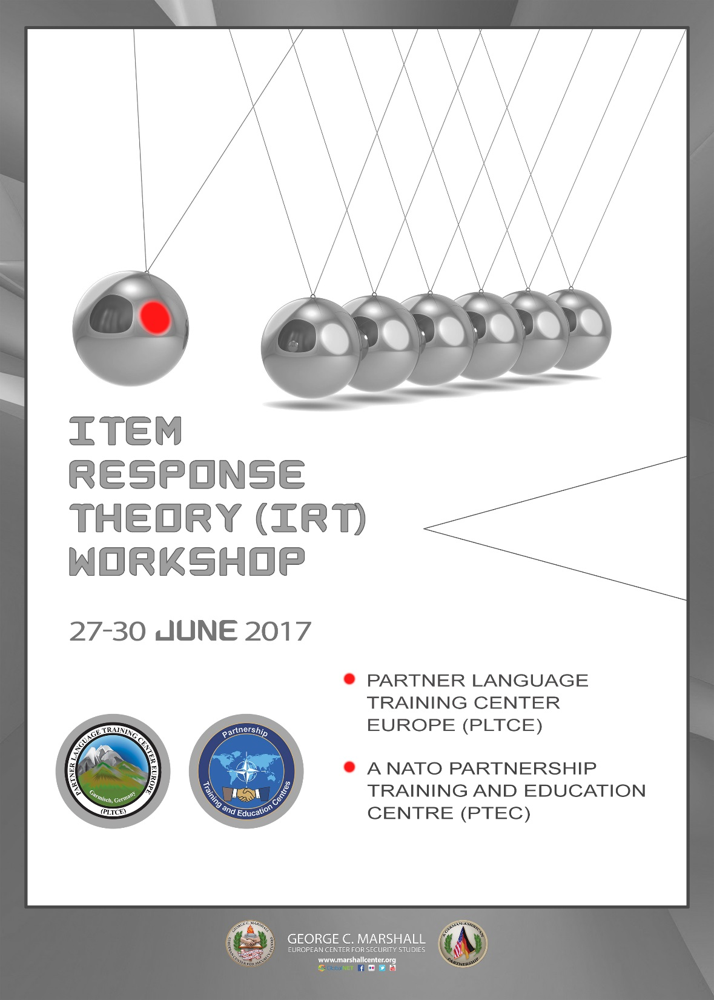 ITEM
RESPONSE
THEORY (IRT)
WORKSHOP
27-30 JUNE 2017
PARTNER LANGUAGE
TRAINING CENTER
EUROPE (PLTCE)
A NATO PARTNERSHIP
TRAINING AND EDUCATION
CENTRE (PTEC)
PARTNER LANGUAGE TRAINING CENTER EUROPE
Garmisch, Germany
(PLTCE)
Partnership
Training and Education Centres
GEORGE C. MARSHALL
EUROPEAN CENTER FOR SECURITY STUDIES
GEORGE C. MARSHALL
EUROPEAN CENTER FOR SECURITY STUDIES
www.marshallcenter.org
GlobalNET
A GERMAN-AMERICAN
PARTNERSHIP